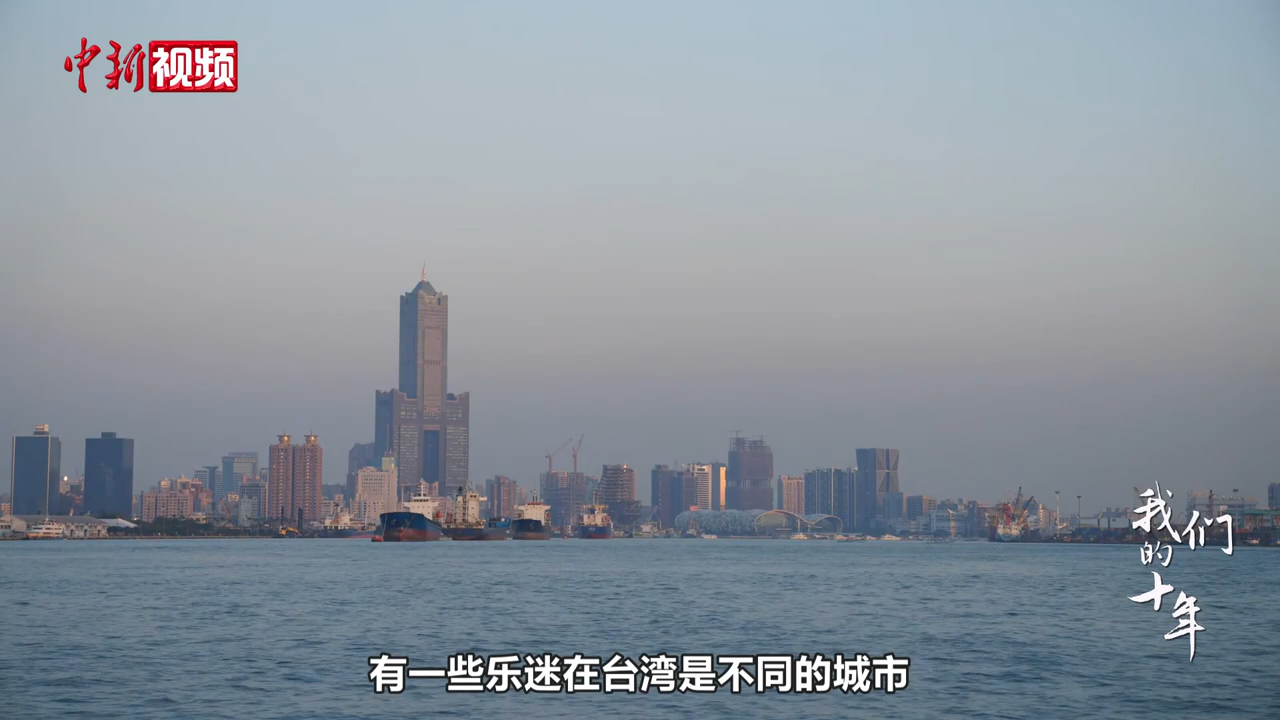 中新视频
我们
的
十年
有一些乐迷在台湾是不同的城市